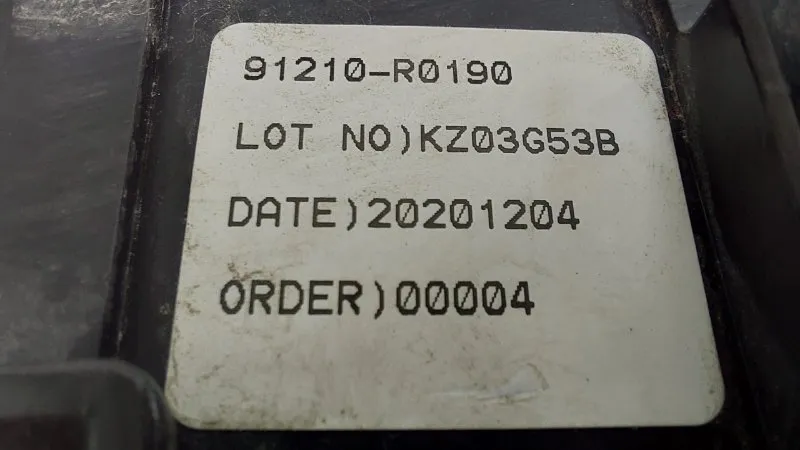 91210-R0190
LOT NO)KZ03G53B
DATE)20201204
ORDER)00004